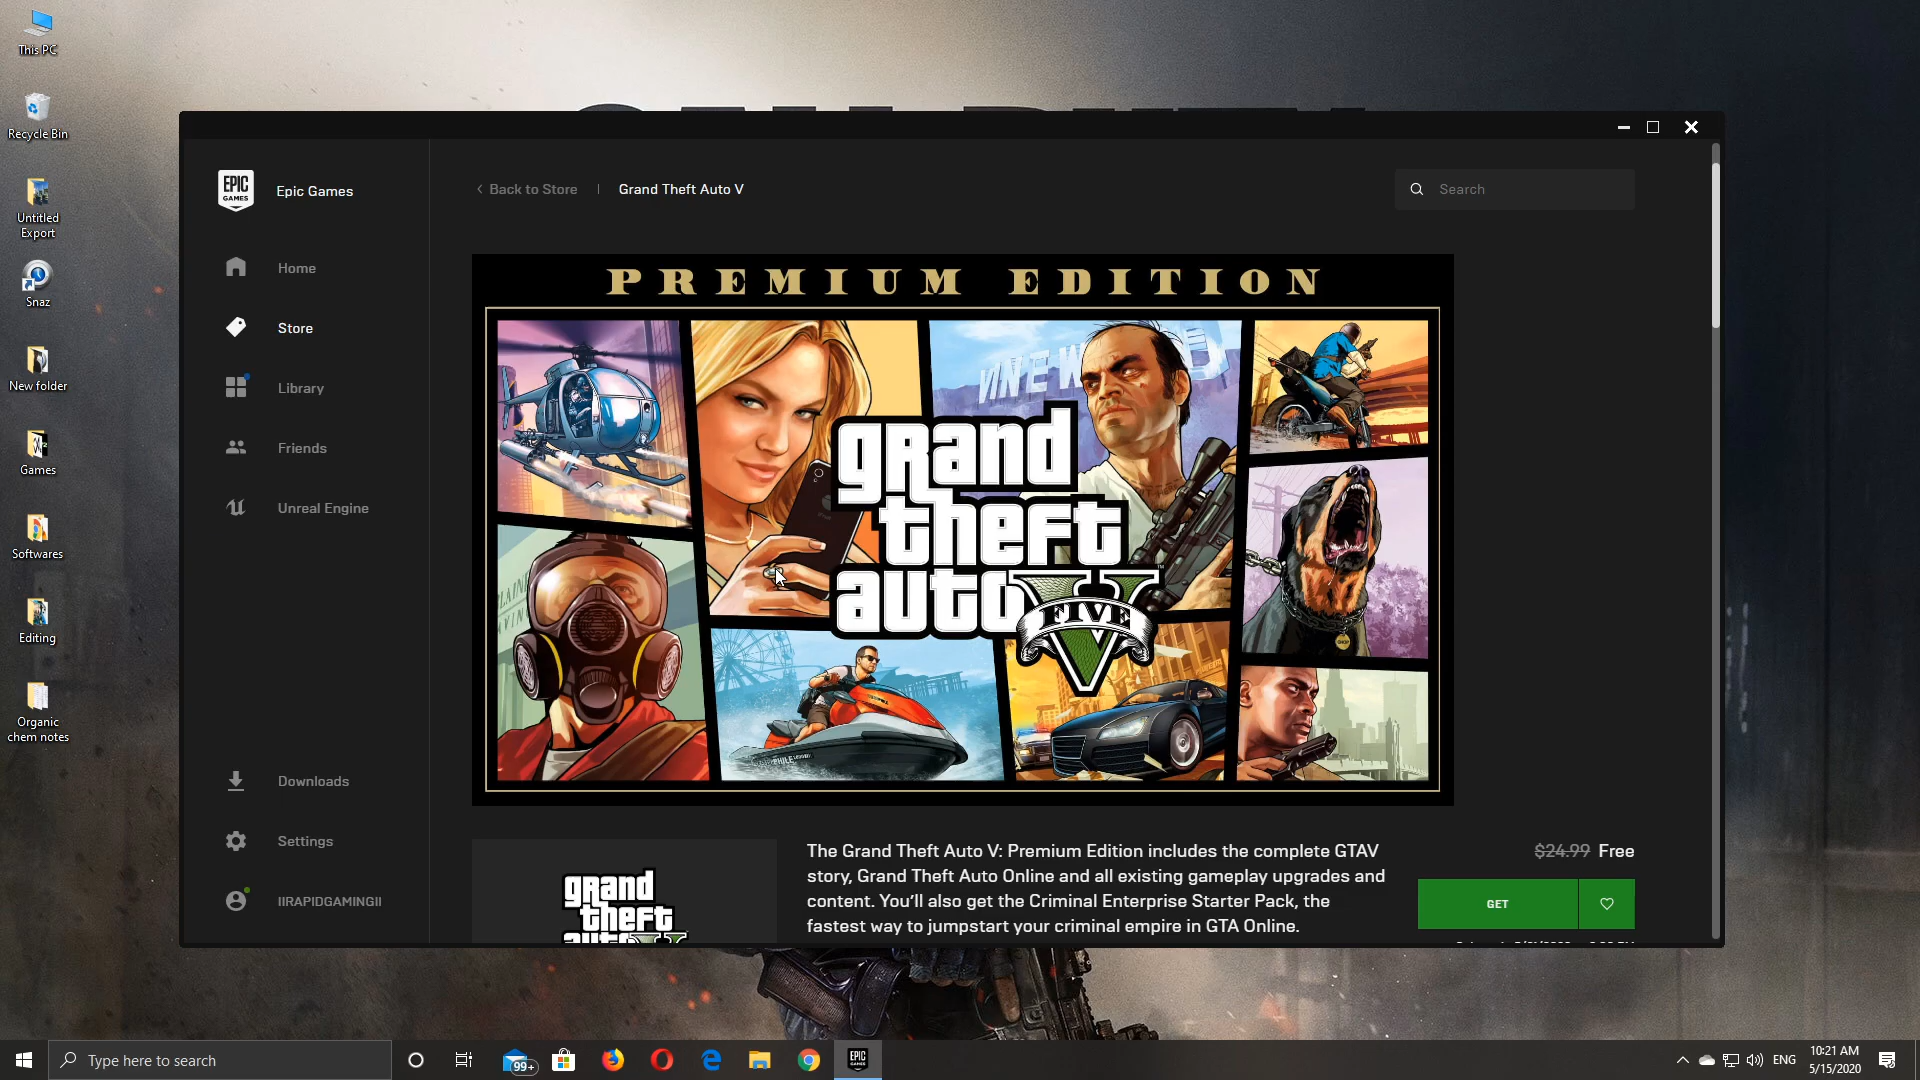 This PC
Recycle Bin
Untitled
Export
Snaz
New folder
Games
Softwares
Editing
Organic
chem notes
EPIC
GAMES
Epic Games
Home
Store
Library
Friends
Unreal Engine
Downloads
Settings
IIRAPIDGAMINGII
Back to Store
Grand Theft Auto V
Search
PREMIUM EDITION
VINEW
grand
theft
auto
V
FIVE
™
grand
theft
auto
The Grand Theft Auto V: Premium Edition includes the complete GTAV
story, Grand Theft Auto Online and all existing gameplay upgrades and
content. You'll also get the Criminal Enterprise Starter Pack, the
fastest way to jumpstart your criminal empire in GTA Online.
$24.99 Free
GET
Type here to search
99+
EPIC
GAMES
ENG
10:21 AM
5/15/2020